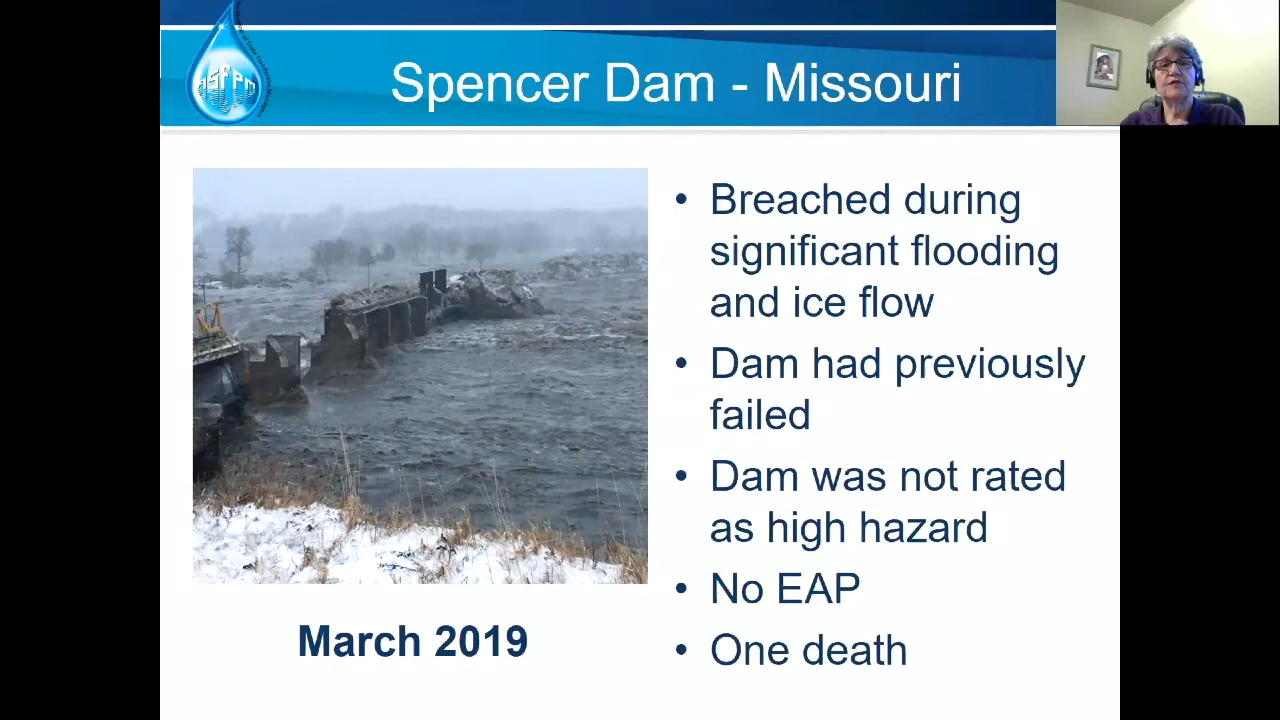 Spencer Dam - Missouri
ASFPM
• Breached during
significant flooding
and ice flow
• Dam had previously
failed
• Dam was not rated
as high hazard
• No EAP
• One death
March 2019